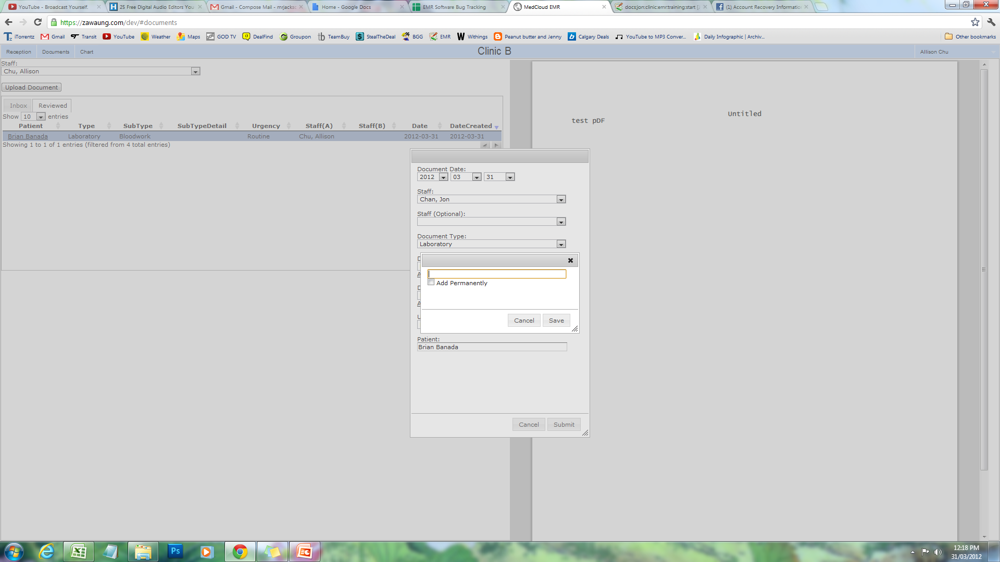 YouTube - Broadcast Yourself.
25 Free Digital Audio Editors You
Gmail - Compose Mail - mrjacksc
Home - Google Docs
EMR Software Bug Tracking
MedCloud EMR
docs:jon:clinic:emr:training:start [
(1) Account Recovery Informatio
https://zawaung.com/dev/#documents
iTorrentz Gmail Transit YouTube Weather Maps GOD TV DealFind Groupon TeamBuy StealTheDeal BGG EMR Withings Peanut butter and Jenny Calgary Deals YouTube to MP3 Conver... Daily Infographic | Archiv... Other bookmarks
Reception Documents Chart Clinic B Allison Chu
Staff:
Chu, Allison
Upload Document
Inbox Reviewed
Show 10 entries
Patient Type SubType SubTypeDetail Urgency Staff(A) Staff(B) Date DateCreated
Brian Banada Laboratory Bloodwork Routine Chu, Allison 2012-03-31 2012-03-31
Showing 1 to 1 of 1 entries (filtered from 4 total entries)
Untitled
test pDF
Document Date:
2012 03 31
Staff:
Chan, Jon
Staff (Optional):
Document Type:
Laboratory
Add Permanently
Cancel Save
Patient:
Brian Banada
Cancel Submit
Ps
12:18 PM
31/03/2012